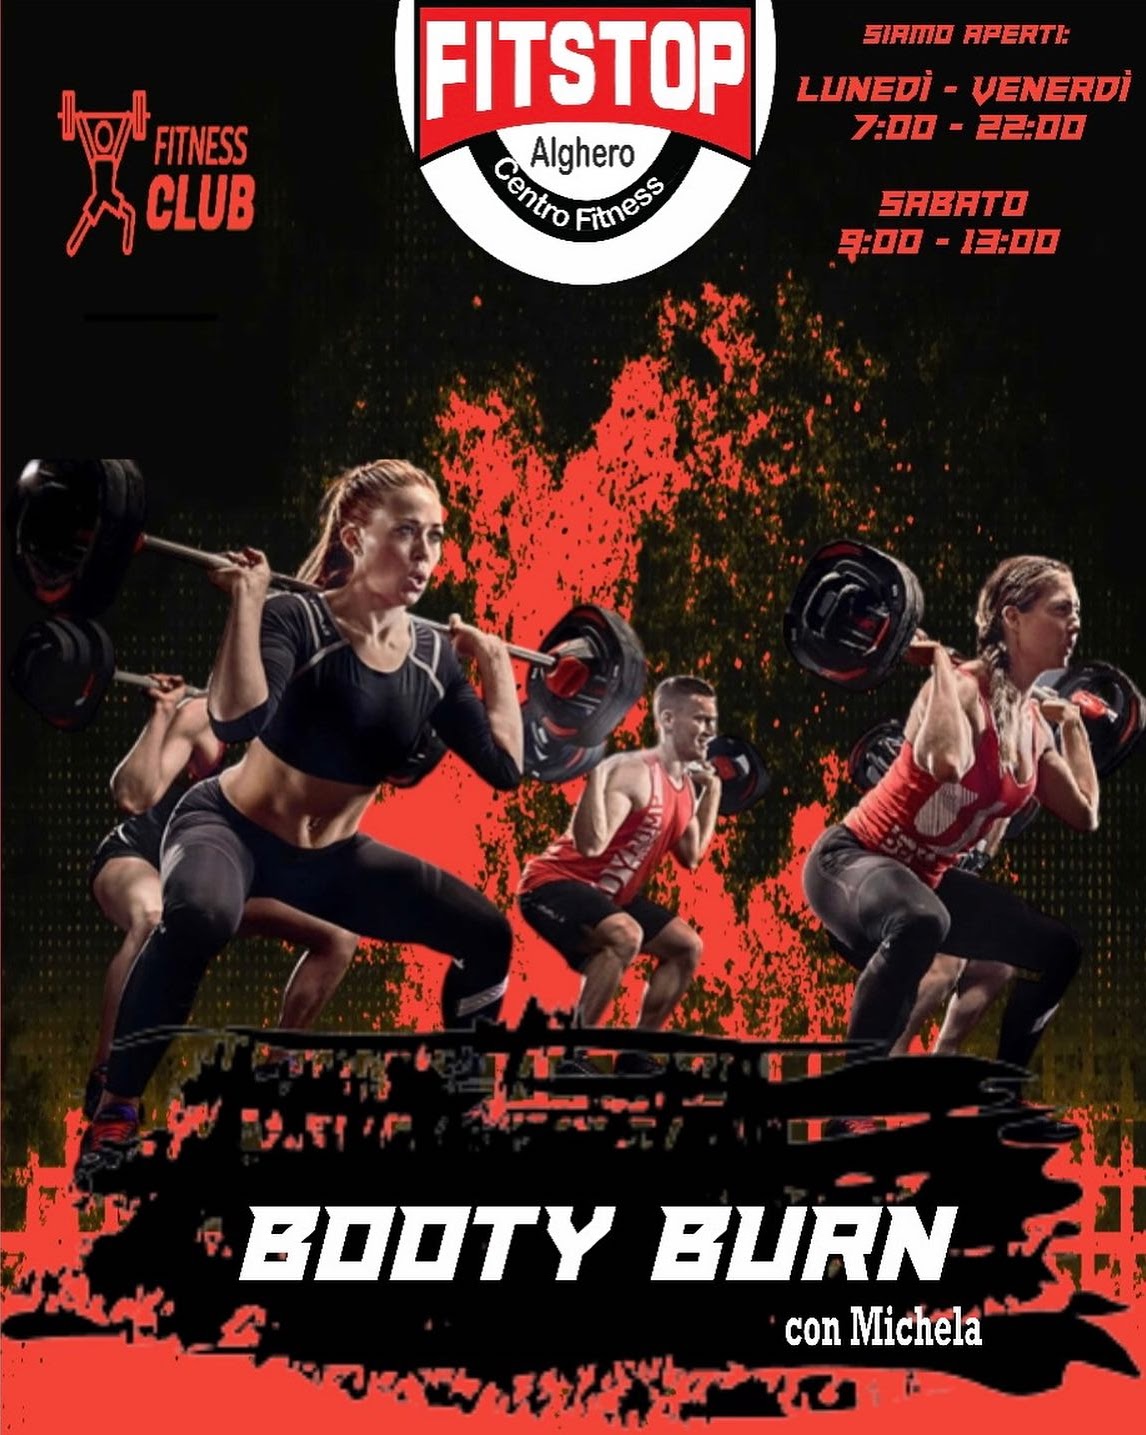 FITSTOP
Alghero
Centro Fitness
FITNESS
CLUB
SIAMO APERTI:
LUNEDÌ - VENERDÌ
7:00 - 22:00
SABATO
9:00 - 13:00
BOOTY BURN
con Michela